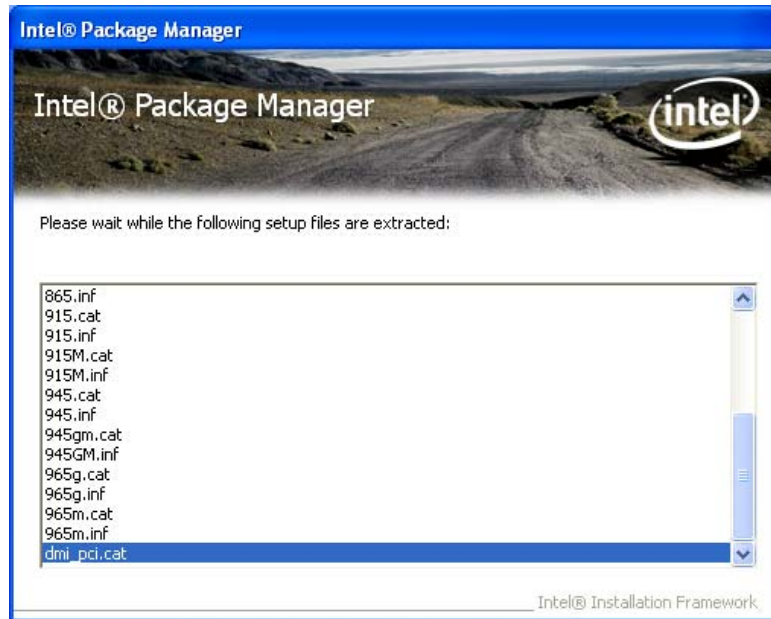 Intel® Package Manager
Intel® Package Manager
intel
Please wait while the following setup files are extracted:
865.inf
915.cat
915.inf
915M.cat
915M.inf
945.cat
945.inf
945gm.cat
945GM.inf
965g.cat
965g.inf
965m.cat
965m.inf
dmi_pci.cat
Intel® Installation Framework